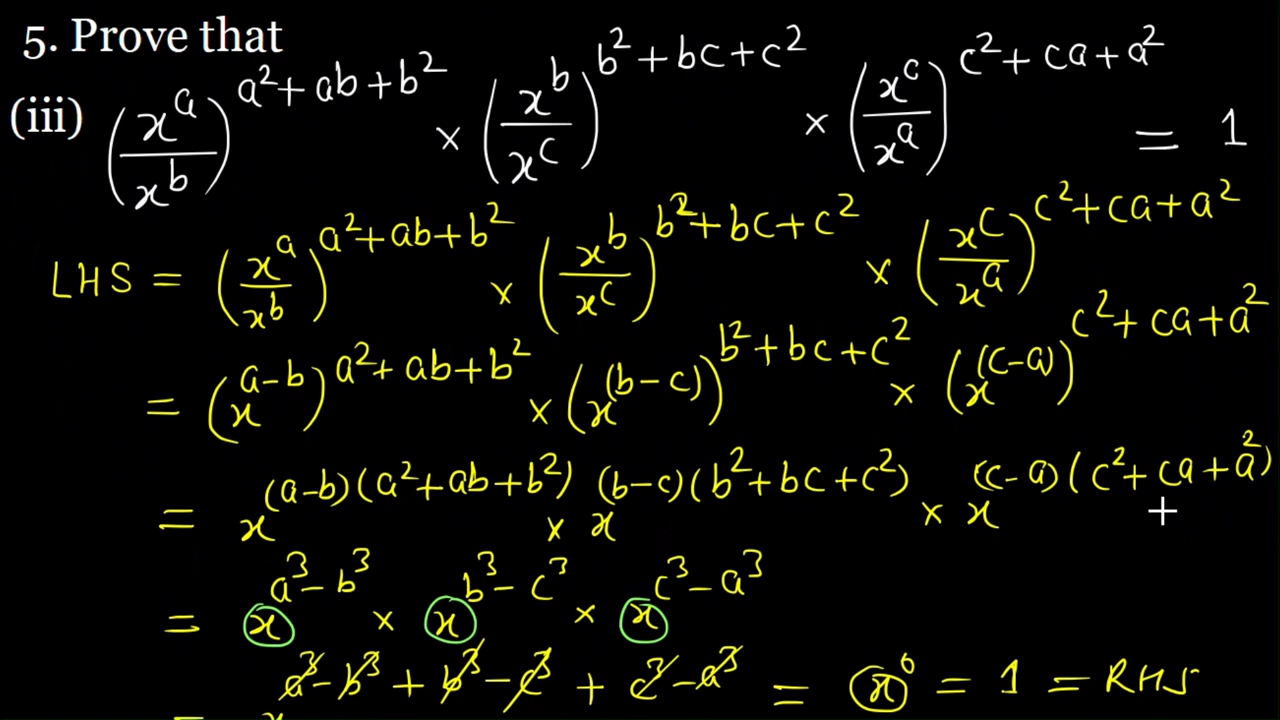 5. Prove that
(iii) (x^a/x^b)^(a²+ab+b²) × (x^b/x^c)^(b²+bc+c²) × (x^c/x^a)^(c²+ca+a²) = 1
LHS = (x^a/x^b)^(a²+ab+b²) × (x^b/x^c)^(b²+bc+c²) × (x^c/x^a)^(c²+ca+a²)
= (x^(a-b))^(a²+ab+b²) × (x^(b-c))^(b²+bc+c²) × (x^(c-a))^(c²+ca+a²)
= x^((a-b)(a²+ab+b²)) × x^((b-c)(b²+bc+c²)) × x^((c-a)(c²+ca+a²))
= x^(a³-b³) × x^(b³-c³) × x^(c³-a³)
= x^(a³-b³+b³-c³+c³-a³) = x^0 = 1 = RHS